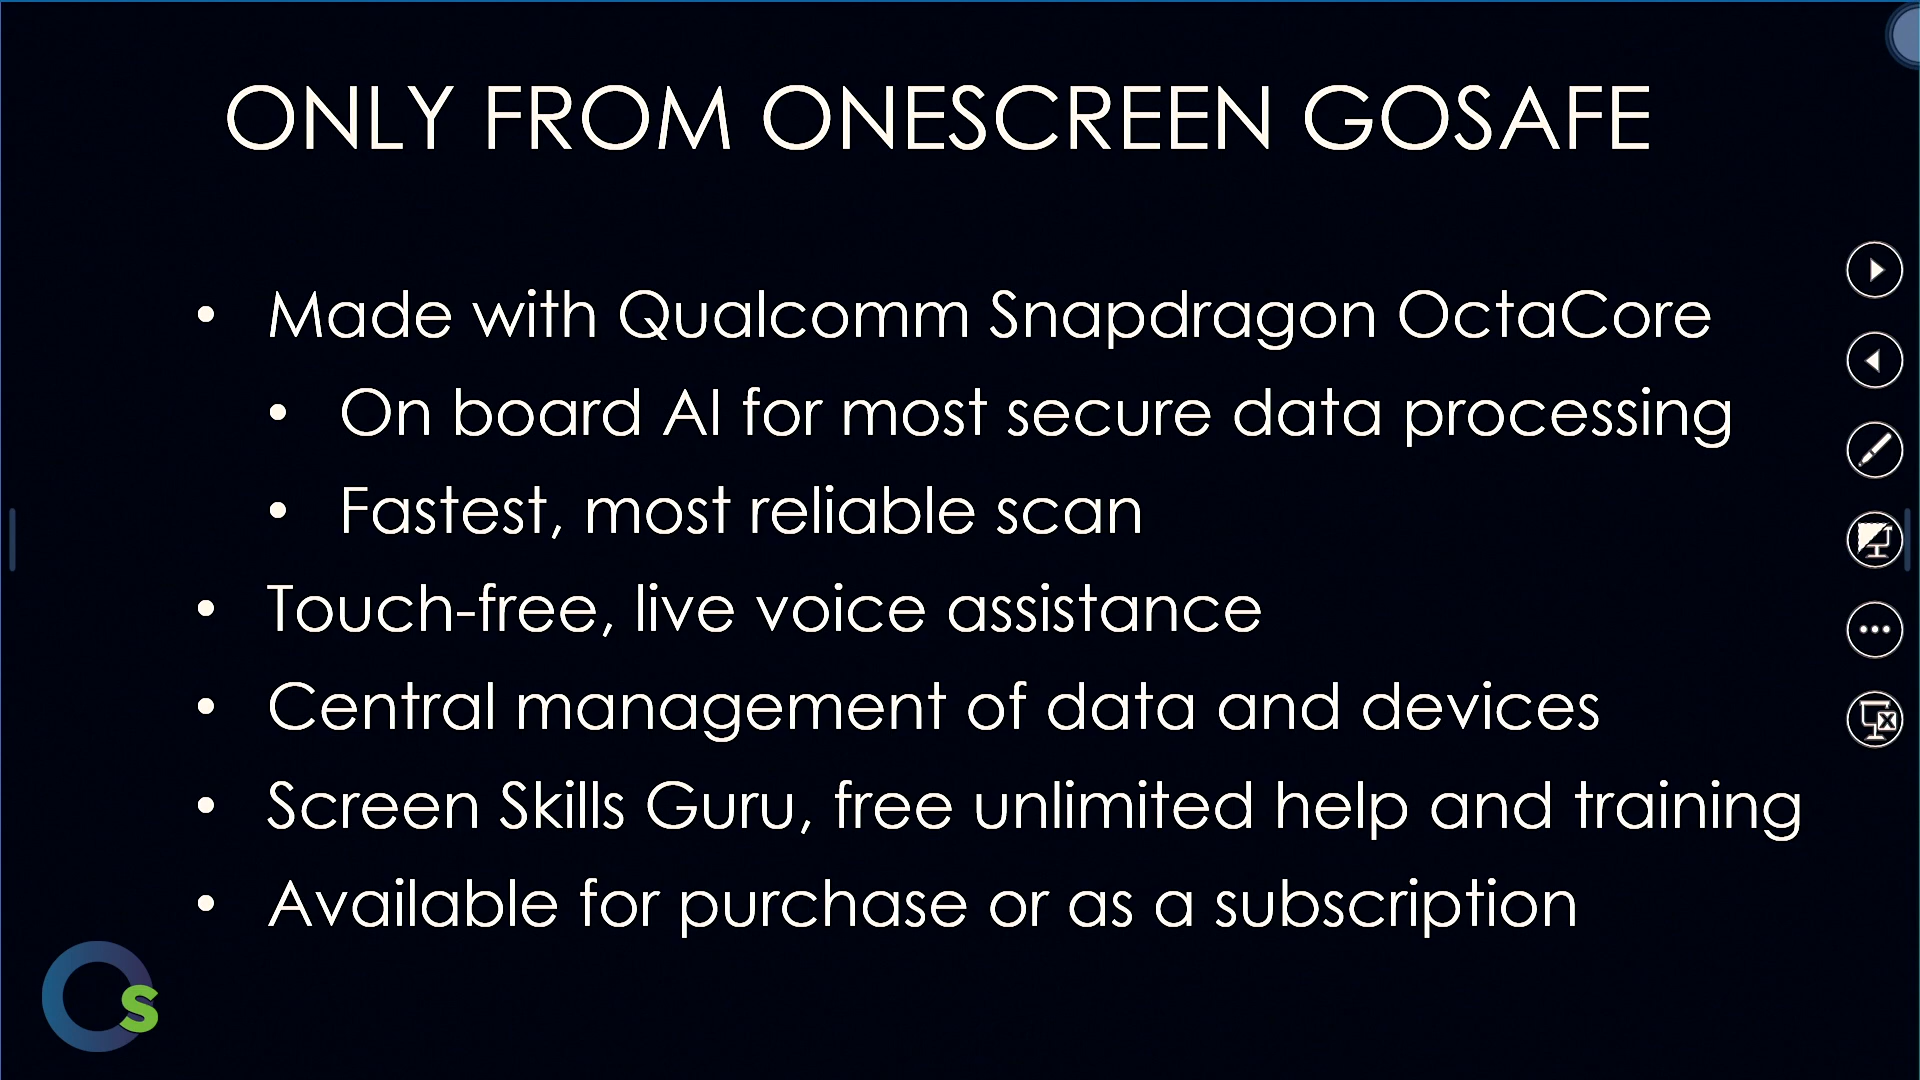 ONLY FROM ONESCREEN GOSAFE
• Made with Qualcomm Snapdragon OctaCore
• On board AI for most secure data processing
• Fastest, most reliable scan
• Touch-free, live voice assistance
• Central management of data and devices
• Screen Skills Guru, free unlimited help and training
• Available for purchase or as a subscription
Os